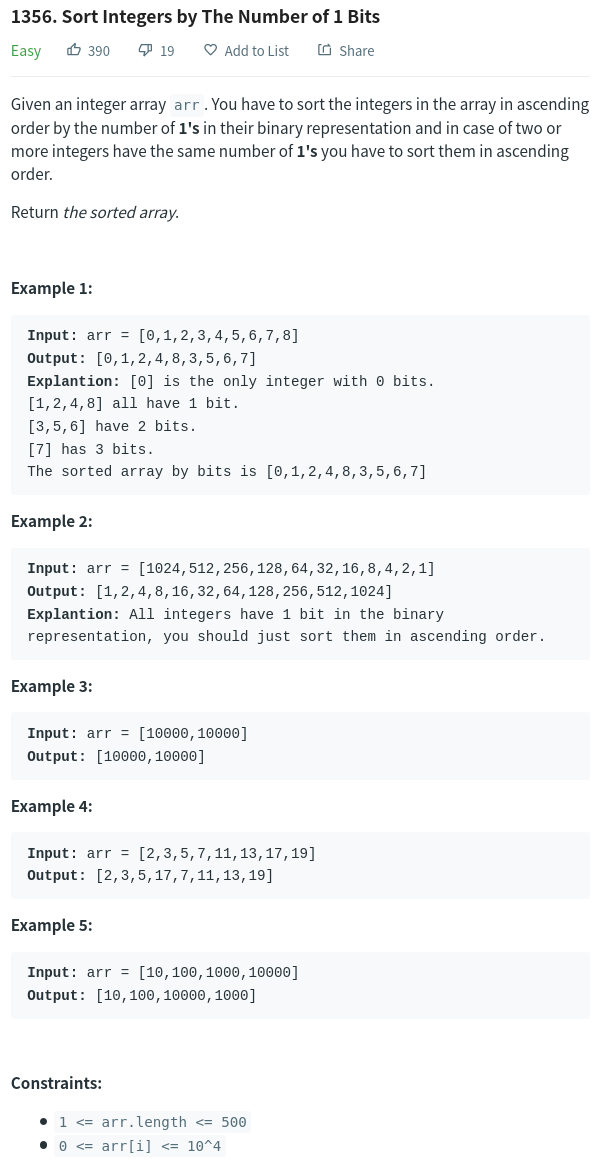 1356. Sort Integers by The Number of 1 Bits
Easy 390 19 Add to List Share
Given an integer array arr. You have to sort the integers in the array in ascending
order by the number of 1's in their binary representation and in case of two or
more integers have the same number of 1's you have to sort them in ascending
order.
Return the sorted array.
Example 1:
Input: arr = [0,1,2,3,4,5,6,7,8]
Output: [0,1,2,4,8,3,5,6,7]
Explantion: [0] is the only integer with 0 bits.
[1,2,4,8] all have 1 bit.
[3,5,6] have 2 bits.
[7] has 3 bits.
The sorted array by bits is [0,1,2,4,8,3,5,6,7]
Example 2:
Input: arr = [1024,512,256,128,64,32,16,8,4,2,1]
Output: [1,2,4,8,16,32,64,128,256,512,1024]
Explantion: All integers have 1 bit in the binary
representation, you should just sort them in ascending order.
Example 3:
Input: arr = [10000,10000]
Output: [10000,10000]
Example 4:
Input: arr = [2,3,5,7,11,13,17,19]
Output: [2,3,5,17,7,11,13,19]
Example 5:
Input: arr = [10,100,1000,10000]
Output: [10,100,10000,1000]
Constraints:
• 1 <= arr.length <= 500
• 0 <= arr[i] <= 10^4